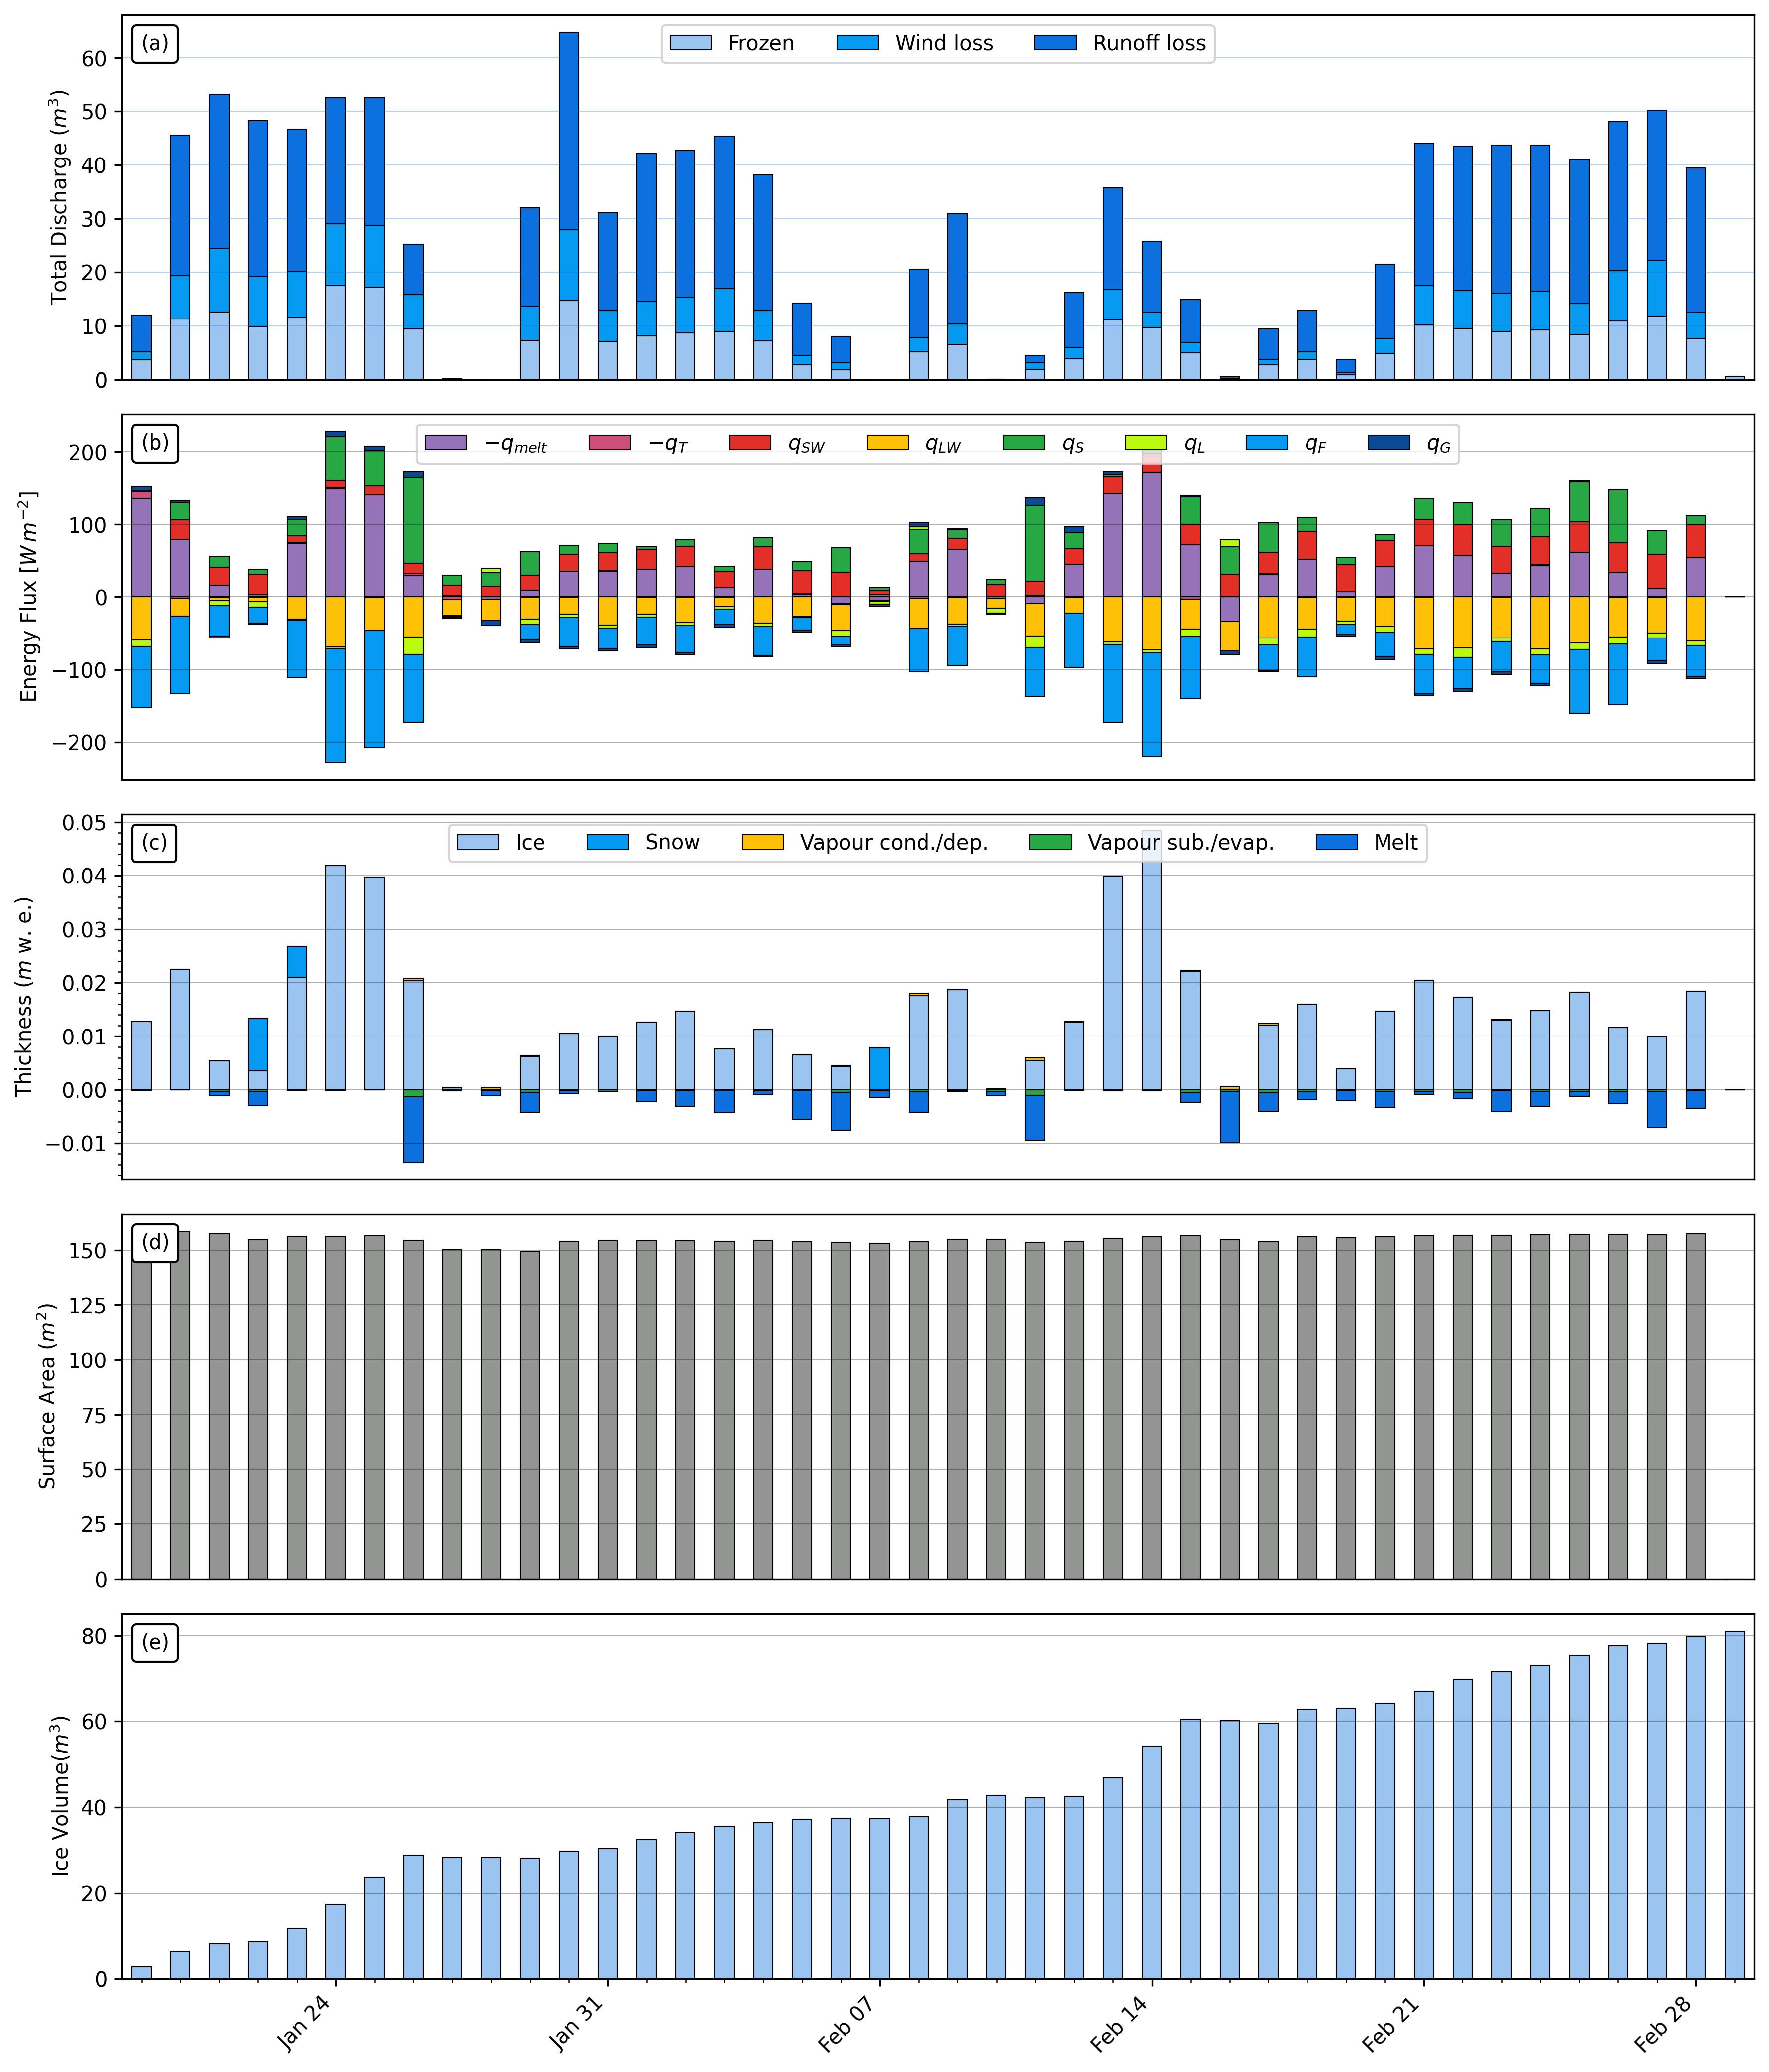 (a)
Frozen Wind loss Runoff loss
Total Discharge (m³)
60
50
40
30
20
10
0
(b)
−q_melt −q_T q_SW q_LW q_S q_L q_F q_G
Energy Flux [W m⁻²]
200
100
0
−100
−200
(c)
Ice Snow Vapour cond./dep. Vapour sub./evap. Melt
Thickness (m w. e.)
0.05
0.04
0.03
0.02
0.01
0.00
−0.01
(d)
Surface Area (m²)
150
125
100
75
50
25
0
(e)
Ice Volume(m³)
80
60
40
20
0
Jan 24
Jan 31
Feb 07
Feb 14
Feb 21
Feb 28